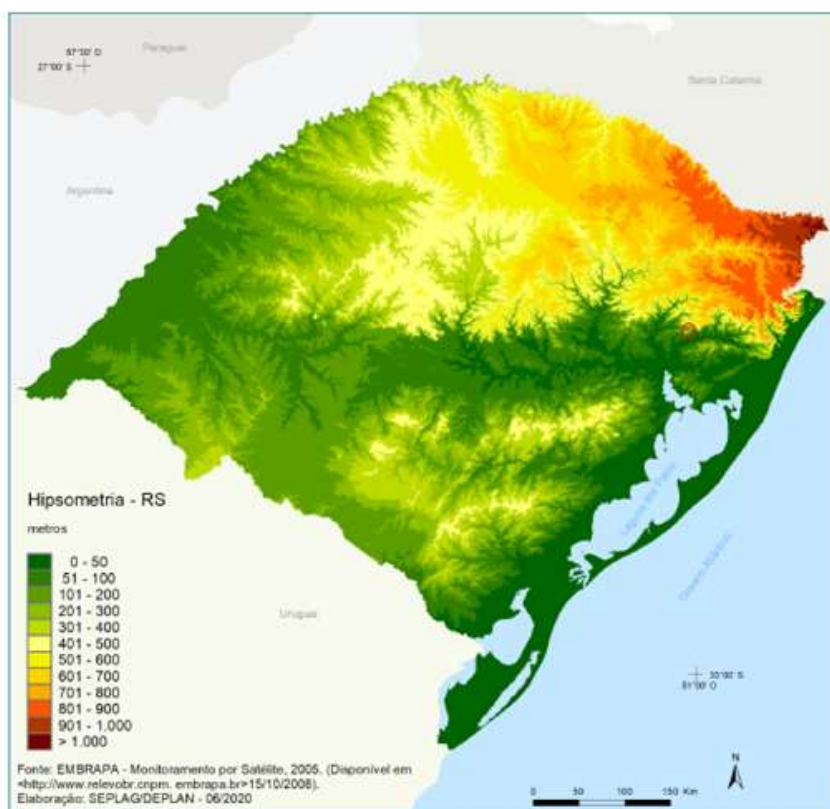 57°30' O
27°00' S
Paraguai
Santa Catarina
Argentina
Hipsometria - RS
metros
0 - 50
51 - 100
101 - 200
201 - 300
301 - 400
401 - 500
501 - 600
601 - 700
701 - 800
801 - 900
901 - 1.000
> 1.000
Laguna dos Patos
Oceano Atlântico
Uruguai
33°00' S
51°00' O
N
0 50 100 150 Km
Fonte: EMBRAPA - Monitoramento por Satélite, 2005. (Disponível em
<http://www.relevobr.cnpm. embrapa.br>15/10/2008).
Elaboração: SEPLAG/DEPLAN - 06/2020